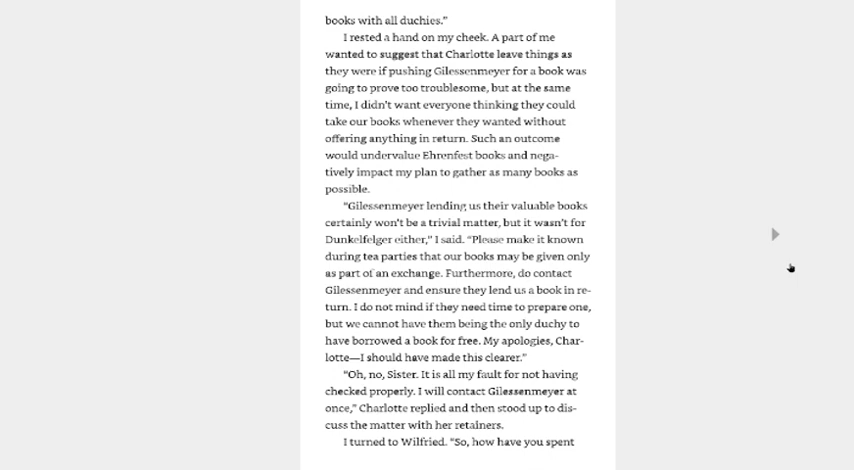 books with all duchies.”
I rested a hand on my cheek. A part of me
wanted to suggest that Charlotte leave things as
they were if pushing Gilessenmeyer for a book was
going to prove too troublesome, but at the same
time, I didn’t want everyone thinking they could
take our books whenever they wanted without
offering anything in return. Such an outcome
would undervalue Ehrenfest books and nega-
tively impact my plan to gather as many books as
possible.
“Gilessenmeyer lending us their valuable books
certainly won’t be a trivial matter, but it wasn’t for
Dunkelfelger either,” I said. “Please make it known
during tea parties that our books may be given only
as part of an exchange. Furthermore, do contact
Gilessenmeyer and ensure they lend us a book in re-
turn. I do not mind if they need time to prepare one,
but we cannot have them being the only duchy to
have borrowed a book for free. My apologies, Char-
lotte—I should have made this clearer.”
“Oh, no, Sister. It is all my fault for not having
checked properly. I will contact Gilessenmeyer at
once,” Charlotte replied and then stood up to dis-
cuss the matter with her retainers.
I turned to Wilfried. “So, how have you spent